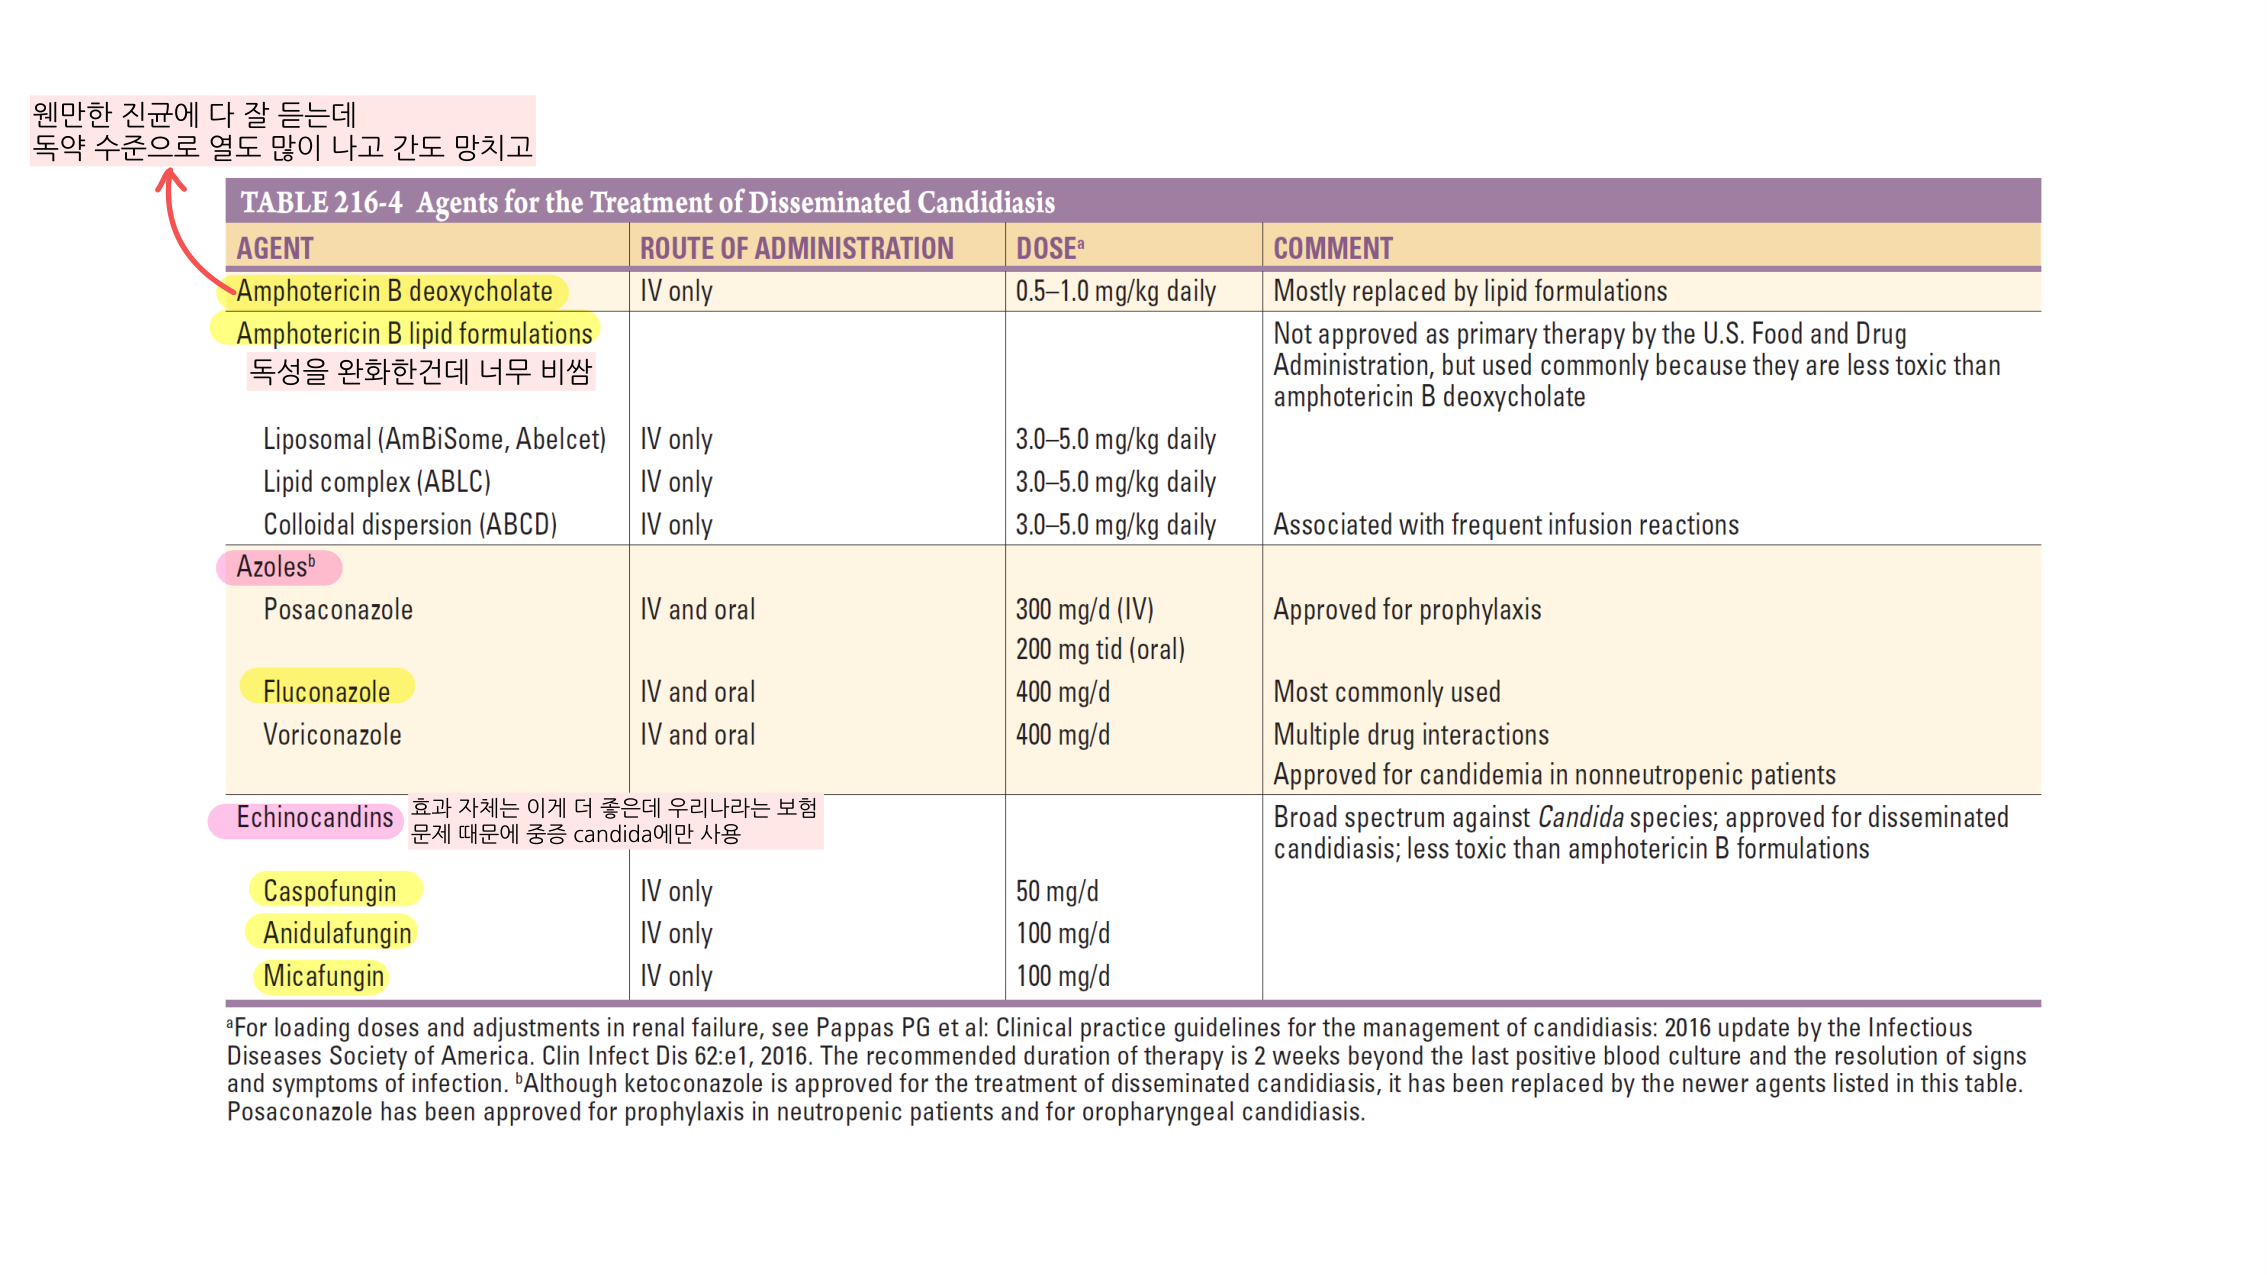 웬만한 진균에 다 잘 듣는데
독약 수준으로 열도 많이 나고 간도 망치고
TABLE 216-4 Agents for the Treatment of Disseminated Candidiasis
AGENT ROUTE OF ADMINISTRATION DOSEᵃ COMMENT
Amphotericin B deoxycholate IV only 0.5–1.0 mg/kg daily Mostly replaced by lipid formulations
Amphotericin B lipid formulations Not approved as primary therapy by the U.S. Food and Drug
독성을 완화한건데 너무 비쌈 Administration, but used commonly because they are less toxic than
amphotericin B deoxycholate
Liposomal (AmBiSome, Abelcet) IV only 3.0–5.0 mg/kg daily
Lipid complex (ABLC) IV only 3.0–5.0 mg/kg daily
Colloidal dispersion (ABCD) IV only 3.0–5.0 mg/kg daily Associated with frequent infusion reactions
Azolesᵇ
Posaconazole IV and oral 300 mg/d (IV) Approved for prophylaxis
200 mg tid (oral)
Fluconazole IV and oral 400 mg/d Most commonly used
Voriconazole IV and oral 400 mg/d Multiple drug interactions
Approved for candidemia in nonneutropenic patients
Echinocandins 효과 자체는 이게 더 좋은데 우리나라는 보험 Broad spectrum against Candida species; approved for disseminated
문제 때문에 중증 candida에만 사용 candidiasis; less toxic than amphotericin B formulations
Caspofungin IV only 50 mg/d
Anidulafungin IV only 100 mg/d
Micafungin IV only 100 mg/d
ᵃFor loading doses and adjustments in renal failure, see Pappas PG et al: Clinical practice guidelines for the management of candidiasis: 2016 update by the Infectious
Diseases Society of America. Clin Infect Dis 62:e1, 2016. The recommended duration of therapy is 2 weeks beyond the last positive blood culture and the resolution of signs
and symptoms of infection. ᵇAlthough ketoconazole is approved for the treatment of disseminated candidiasis, it has been replaced by the newer agents listed in this table.
Posaconazole has been approved for prophylaxis in neutropenic patients and for oropharyngeal candidiasis.